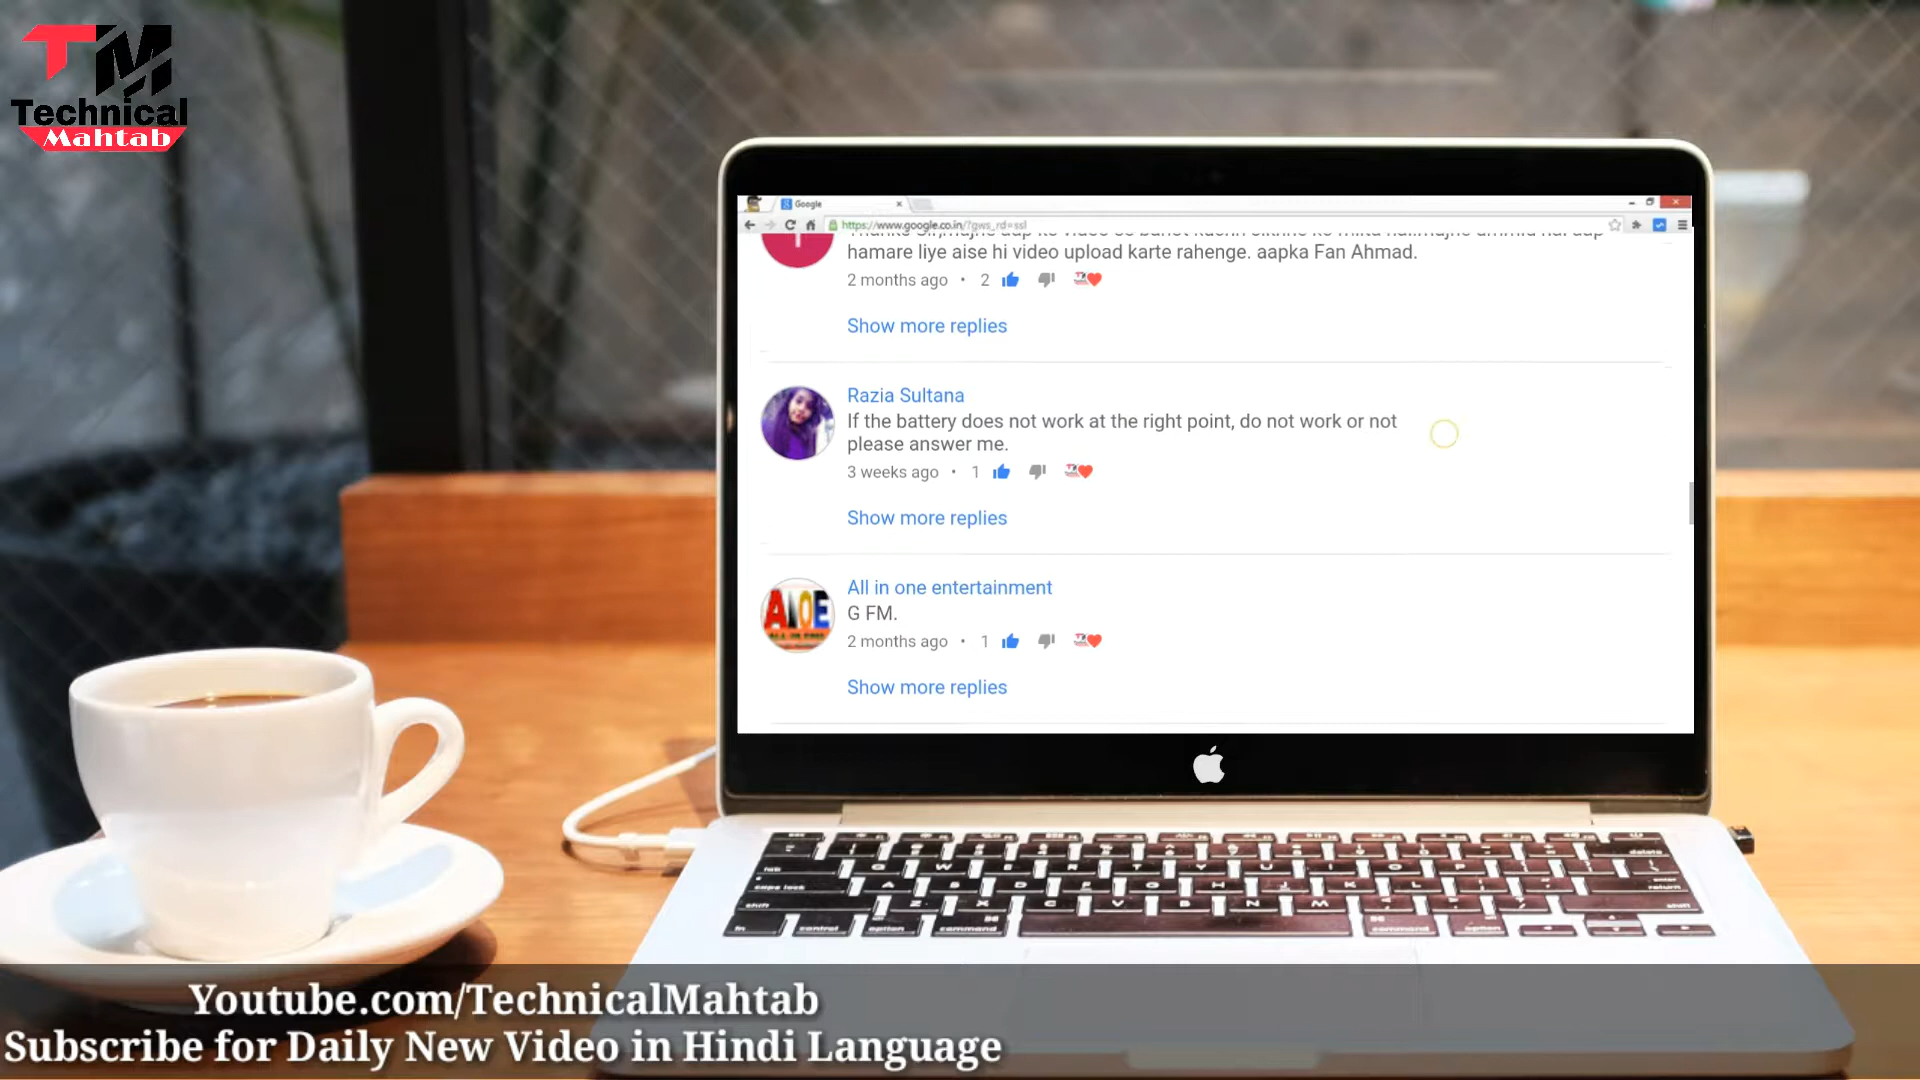 TM
Technical
Mahtab
Google
https://www.google.co.in/?gws_rd=ssl
hamare liye aise hi video upload karte rahenge. aapka Fan Ahmad.
2 months ago • 2
Show more replies
Razia Sultana
If the battery does not work at the right point, do not work or not
please answer me.
3 weeks ago • 1
Show more replies
AIOE
All in one entertainment
G FM.
2 months ago • 1
Show more replies
Youtube.com/TechnicalMahtab
Subscribe for Daily New Video in Hindi Language